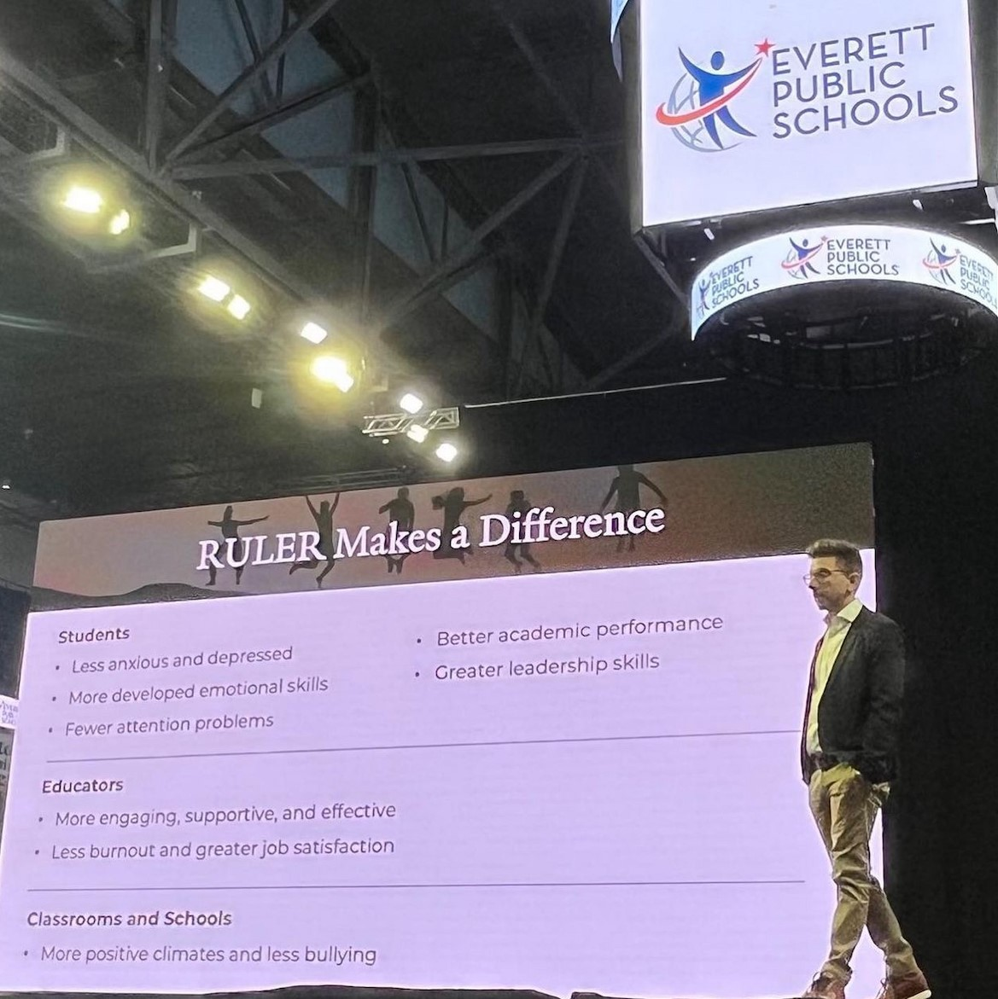 EVERETT
PUBLIC
SCHOOLS
EVERETT
PUBLIC
SCHOOLS
EVERETT
PUBLIC
SCHOOLS
EVERETT
PUBLIC
SCHOOLS
RULER Makes a Difference
Students
• Less anxious and depressed
• More developed emotional skills
• Fewer attention problems
• Better academic performance
• Greater leadership skills
Educators
• More engaging, supportive, and effective
• Less burnout and greater job satisfaction
Classrooms and Schools
• More positive climates and less bullying